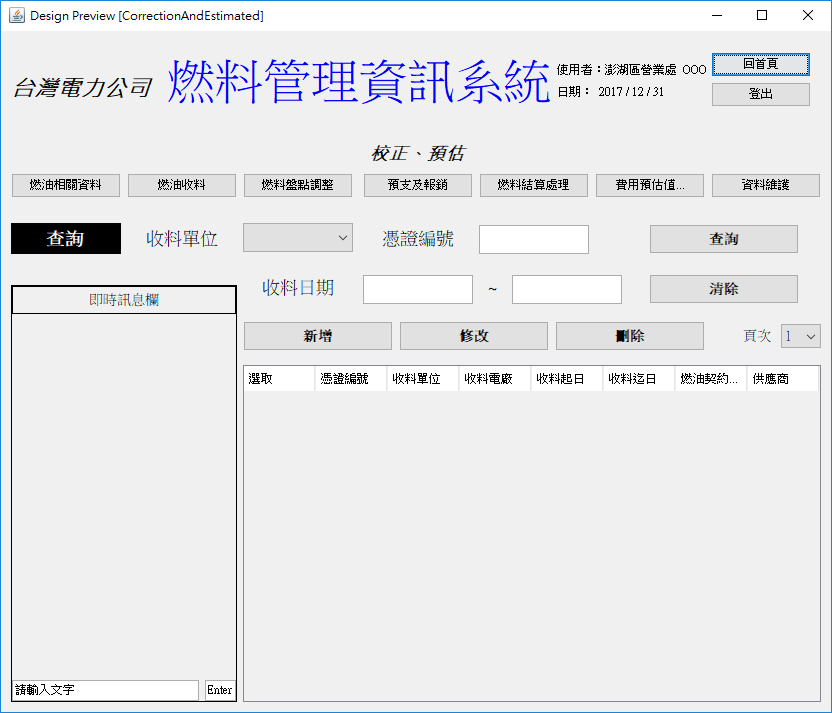 Design Preview [CorrectionAndEstimated]
台灣電力公司 燃料管理資訊系統 使用者：澎湖區營業處 OOO 回首頁
日期： 2017 / 12 / 31 登出
校正、預估
燃油相關資料 燃油收料 燃料盤點調整 預支及報銷 燃料結算處理 費用預估值... 資料維護
查詢 收料單位 憑證編號 查詢
收料日期 ~ 清除
即時訊息欄
新增 修改 刪除 頁次 1
選取 憑證編號 收料單位 收料電廠 收料起日 收料迄日 燃油契約... 供應商
請輸入文字 Enter